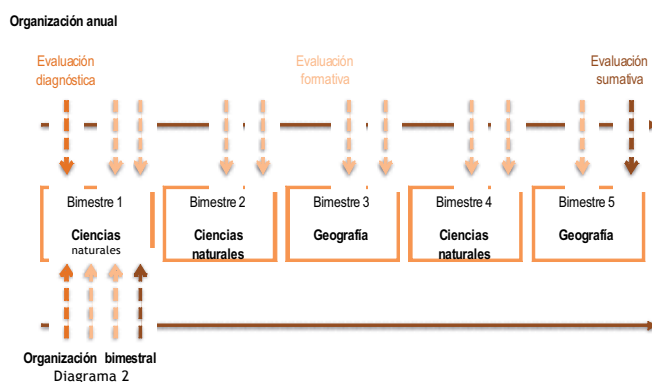 Organización anual
Evaluación diagnóstica
Evaluación formativa
Evaluación sumativa
Bimestre 1
Ciencias
naturales
Bimestre 2
Ciencias
naturales
Bimestre 3
Geografía
Bimestre 4
Ciencias
naturales
Bimestre 5
Geografía
Organización bimestral
Diagrama 2